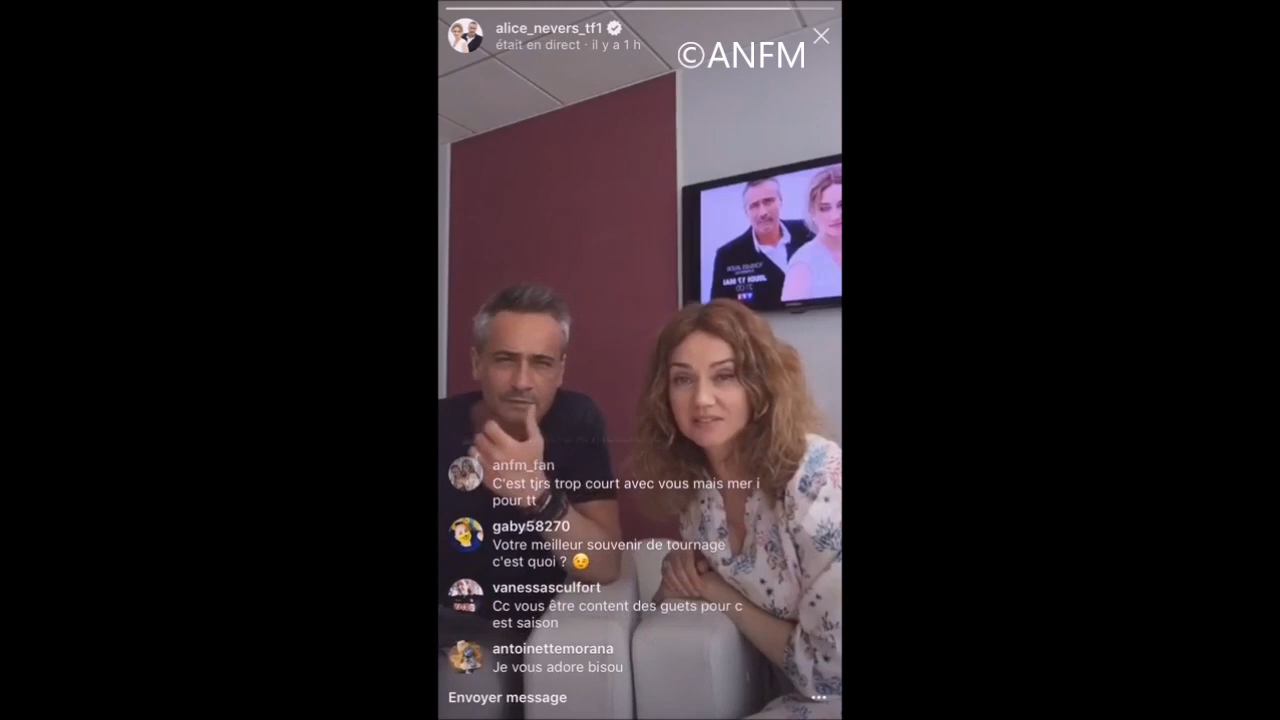 alice_nevers_tf1
était en direct · il y a 1 h
©ANFM
anfm_fan
C'est tjrs trop court avec vous mais mer i
pour tt
gaby58270
Votre meilleur souvenir de tournage
c'est quoi ? 😉
vanessasculfort
Cc vous être content des guets pour c
est saison
antoinettemorana
Je vous adore bisou
Envoyer message